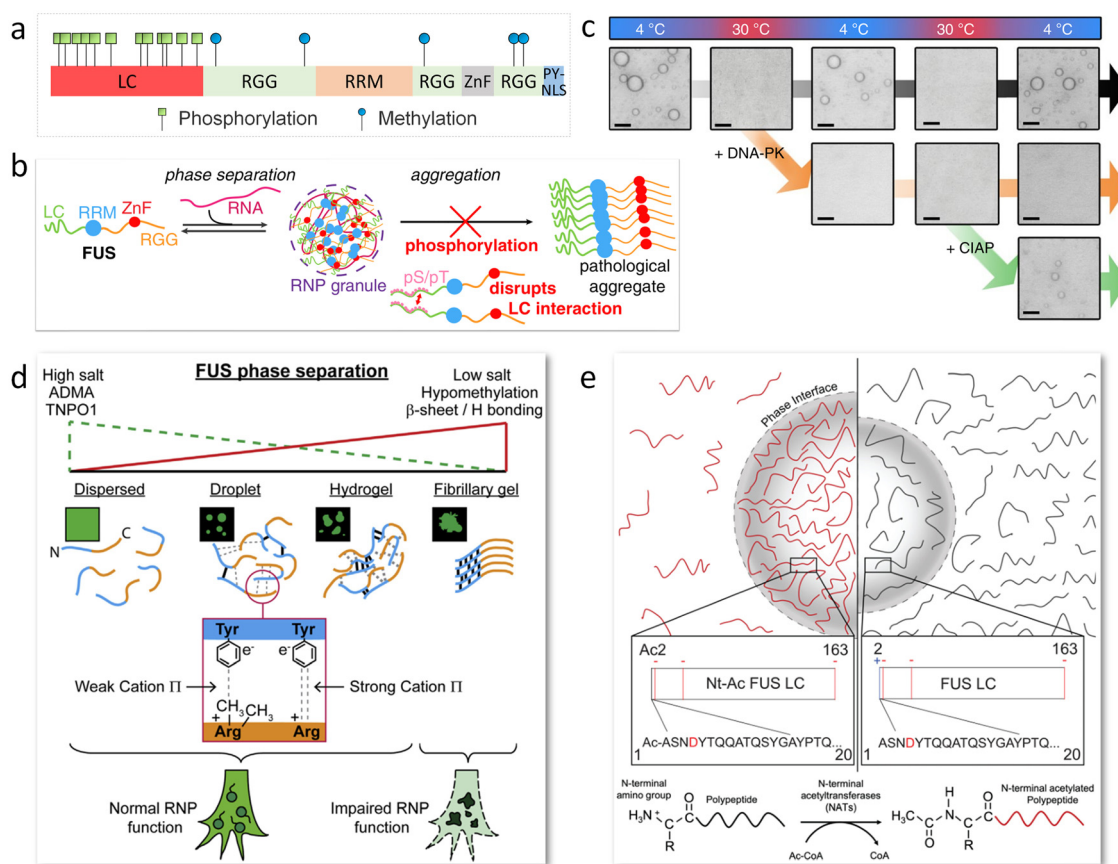 a
LC
RGG
RRM
RGG
ZnF
RGG
PY-
NLS
Phosphorylation
Methylation
b
phase separation
aggregation
LC
RRM
ZnF
RNA
RGG
FUS
phosphorylation
RNP granule
pS/pT
disrupts
LC interaction
pathological
aggregate
c
4 °C
30 °C
4 °C
30 °C
4 °C
+ DNA-PK
+ CIAP
d
FUS phase separation
High salt
ADMA
TNPO1
Low salt
Hypomethylation
β-sheet / H bonding
Dispersed
Droplet
Hydrogel
Fibrillary gel
N
C
Tyr
Tyr
e-
e-
Weak Cation Π
Strong Cation Π
CH3
CH3
+
Arg
+
Arg
Normal RNP
function
Impaired RNP
function
e
Phase Interface
Ac2
163
-
-
-
Nt-Ac FUS LC
Ac-ASNDYTQQATQSYGAYPTQ...
1
20
2
163
+
-
-
-
FUS LC
ASNDYTQQATQSYGAYPTQ...
1
20
N-terminal
amino group
Polypeptide
N-terminal
acetyltransferases
(NATs)
N-terminal acetylated
Polypeptide
H3N+
O
R
Ac-CoA
CoA
H3C
O
H
N
R
O